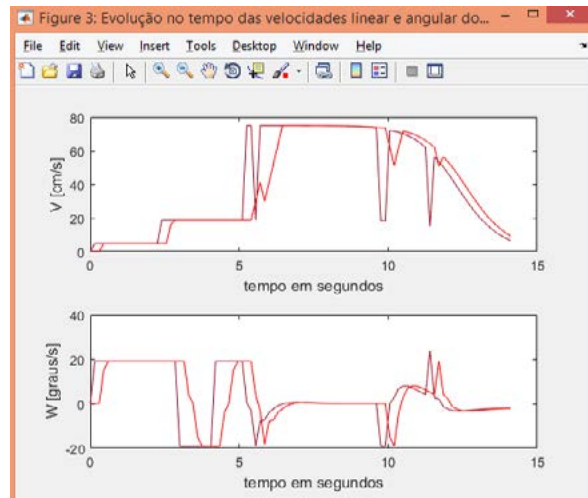 Figure 3: Evolução no tempo das velocidades linear e angular do...
File Edit View Insert Tools Desktop Window Help
80
60
40
20
0
V [cm/s]
0 5 10 15
tempo em segundos
40
20
0
-20
W [graus/s]
0 5 10 15
tempo em segundos